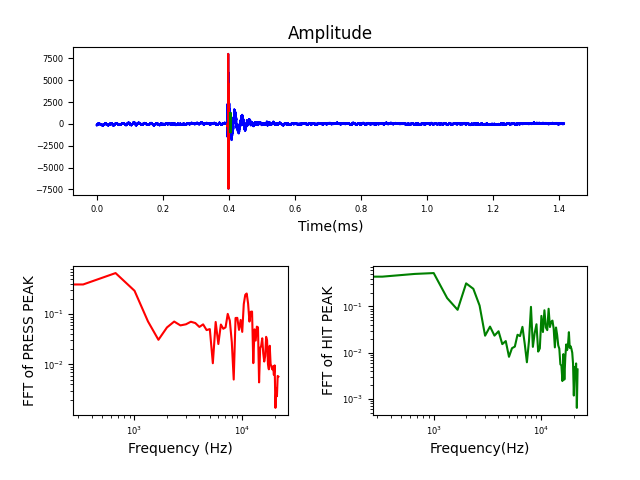 Amplitude
7500
5000
2500
0
−2500
−5000
−7500
0.0 0.2 0.4 0.6 0.8 1.0 1.2 1.4
Time(ms)
FFT of PRESS PEAK
10⁻¹
10⁻²
10³ 10⁴
Frequency (Hz)
FFT of HIT PEAK
10⁻¹
10⁻²
10⁻³
10³ 10⁴
Frequency(Hz)